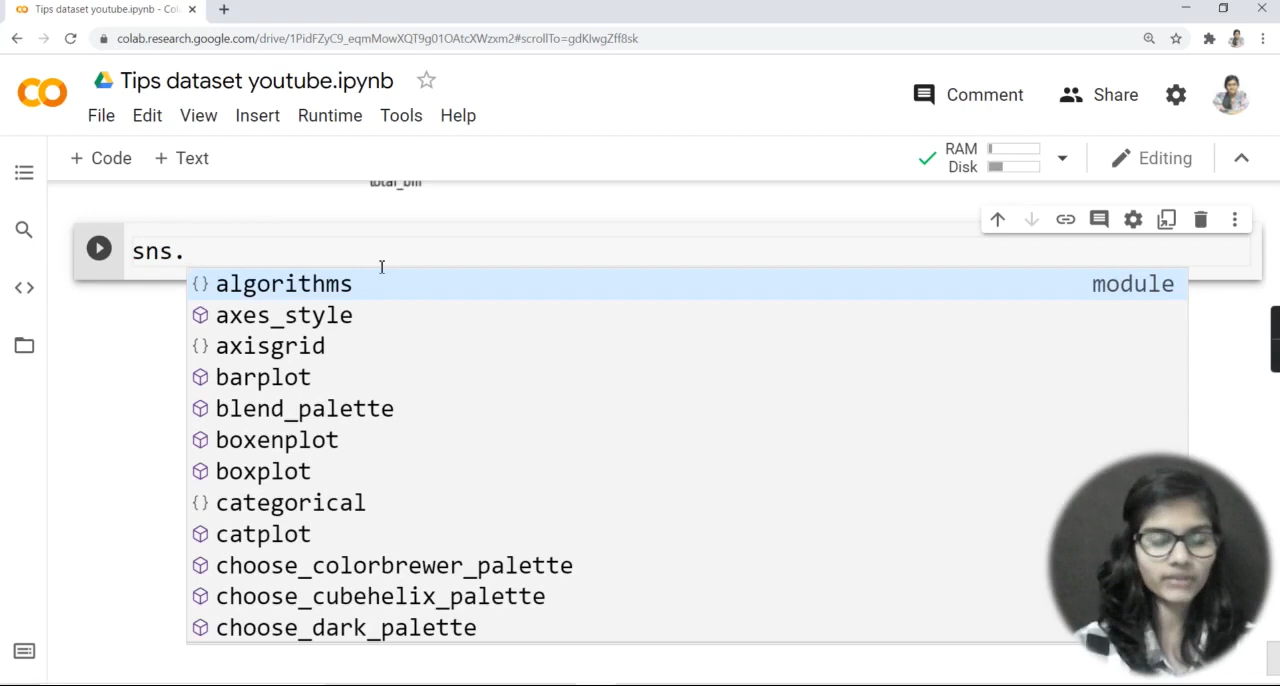 Tips dataset youtube.ipynb - Col
colab.research.google.com/drive/1PidFZyC9_eqmMowXQT9g01OAtcXWzxm2#scrollTo=gdKIwgZff8sk
Tips dataset youtube.ipynb
Comment
Share
File Edit View Insert Runtime Tools Help
+ Code + Text
RAM
Disk
Editing
total_bill
sns.
algorithms module
axes_style
axisgrid
barplot
blend_palette
boxenplot
boxplot
categorical
catplot
choose_colorbrewer_palette
choose_cubehelix_palette
choose_dark_palette